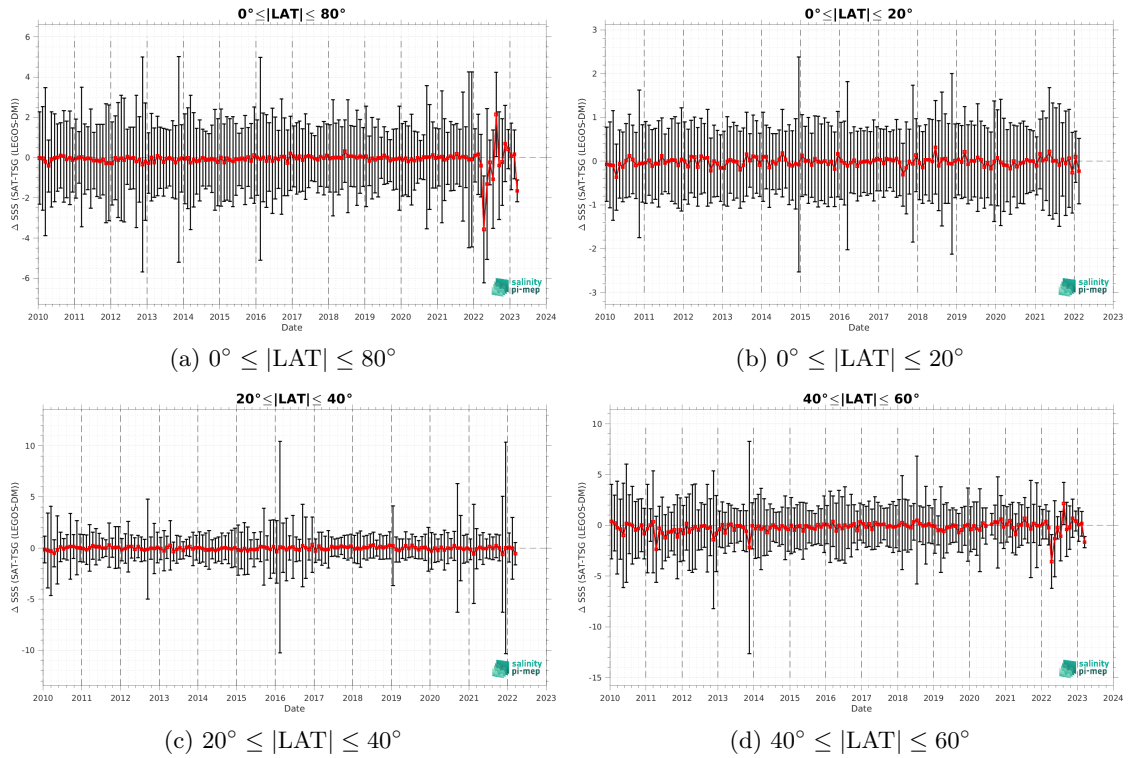 0°≤|LAT|≤ 80°
Δ SSS (SAT-TSG (LEGOS-DM))
6
4
2
0
-2
-4
-6
2010 2011 2012 2013 2014 2015 2016 2017 2018 2019 2020 2021 2022 2023 2024
Date
salinity
pi-mep
(a) 0° ≤ |LAT| ≤ 80°
0°≤|LAT|≤ 20°
Δ SSS (SAT-TSG (LEGOS-DM))
3
2
1
0
-1
-2
-3
2010 2011 2012 2013 2014 2015 2016 2017 2018 2019 2020 2021 2022 2023
Date
salinity
pi-mep
(b) 0° ≤ |LAT| ≤ 20°
20°≤|LAT|≤ 40°
Δ SSS (SAT-TSG (LEGOS-DM))
10
5
0
-5
-10
2010 2011 2012 2013 2014 2015 2016 2017 2018 2019 2020 2021 2022 2023
Date
salinity
pi-mep
(c) 20° ≤ |LAT| ≤ 40°
40°≤|LAT|≤ 60°
Δ SSS (SAT-TSG (LEGOS-DM))
10
5
0
-5
-10
-15
2010 2011 2012 2013 2014 2015 2016 2017 2018 2019 2020 2021 2022 2023 2024
Date
salinity
pi-mep
(d) 40° ≤ |LAT| ≤ 60°